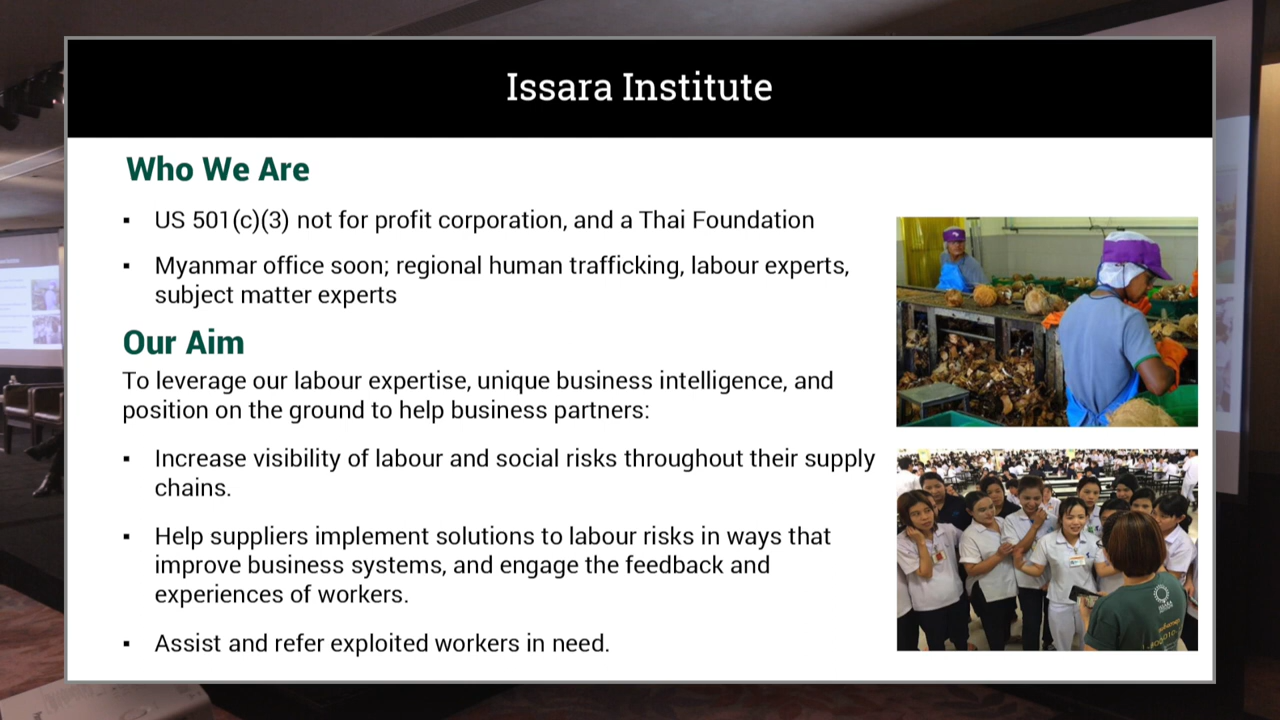 Issara Institute
Who We Are
▪ US 501(c)(3) not for profit corporation, and a Thai Foundation
▪ Myanmar office soon; regional human trafficking, labour experts,
subject matter experts
Our Aim
To leverage our labour expertise, unique business intelligence, and
position on the ground to help business partners:
▪ Increase visibility of labour and social risks throughout their supply
chains.
▪ Help suppliers implement solutions to labour risks in ways that
improve business systems, and engage the feedback and
experiences of workers.
▪ Assist and refer exploited workers in need.